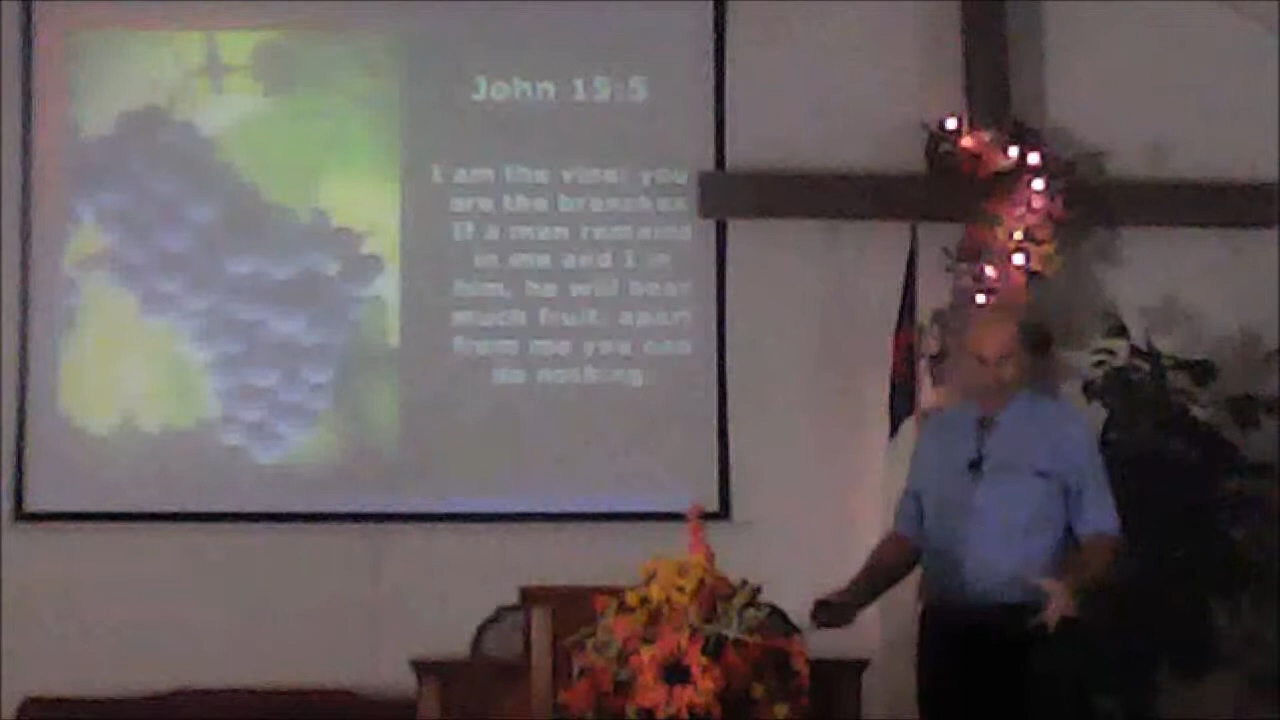 John 15:5
I am the vine; you
are the branches.
If a man remains
in me and I in
him, he will bear
much fruit; apart
from me you can
do nothing.